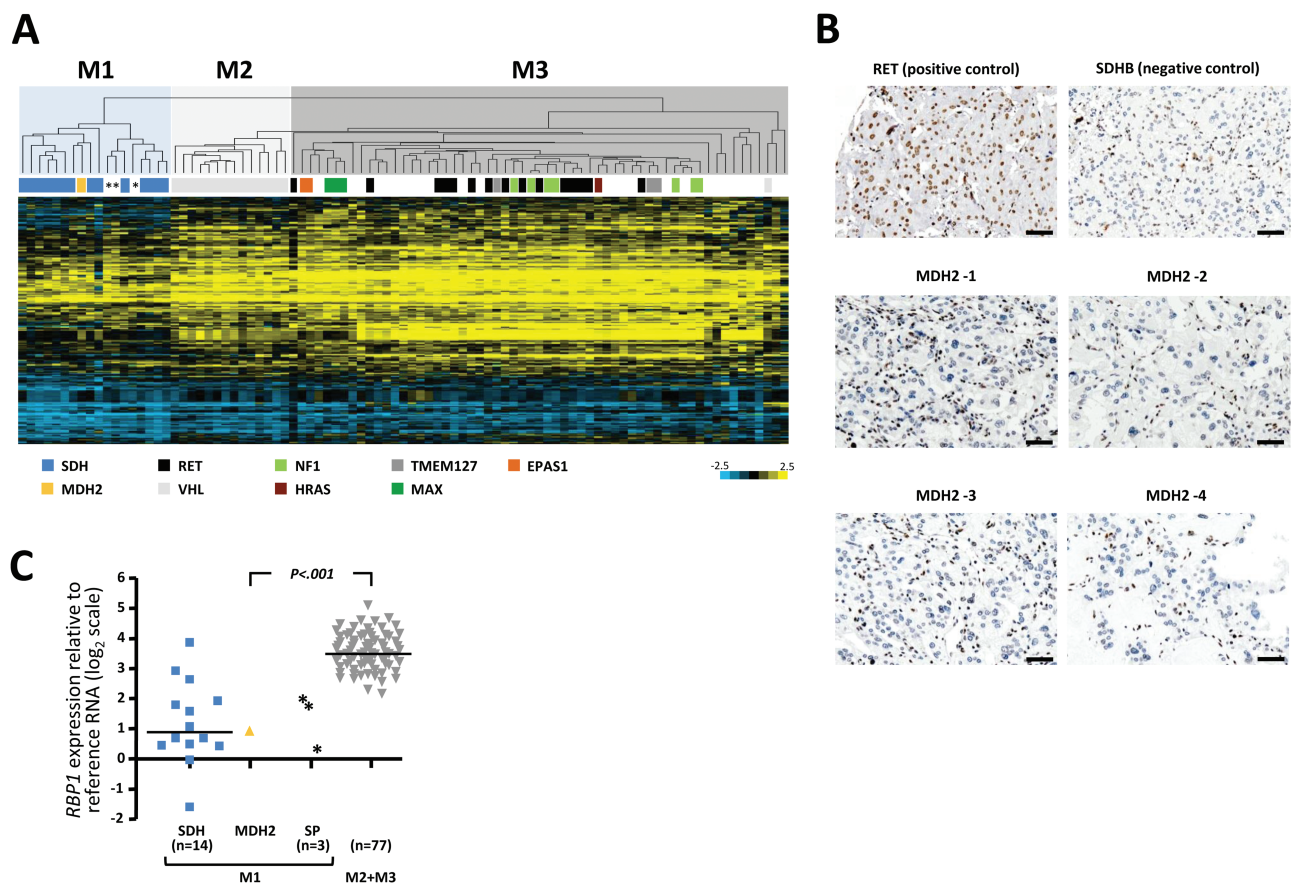 A
M1 M2 M3
** *
SDH RET NF1 TMEM127 EPAS1
MDH2 VHL HRAS MAX
-2.5 2.5
B
RET (positive control) SDHB (negative control)
MDH2 -1 MDH2 -2
MDH2 -3 MDH2 -4
C
P<.001
RBP1 expression relative to
reference RNA (log2 scale)
6
5
4
3
2
1
0
-1
-2
* *
*
SDH MDH2 SP
(n=14) (n=3) (n=77)
M1 M2+M3